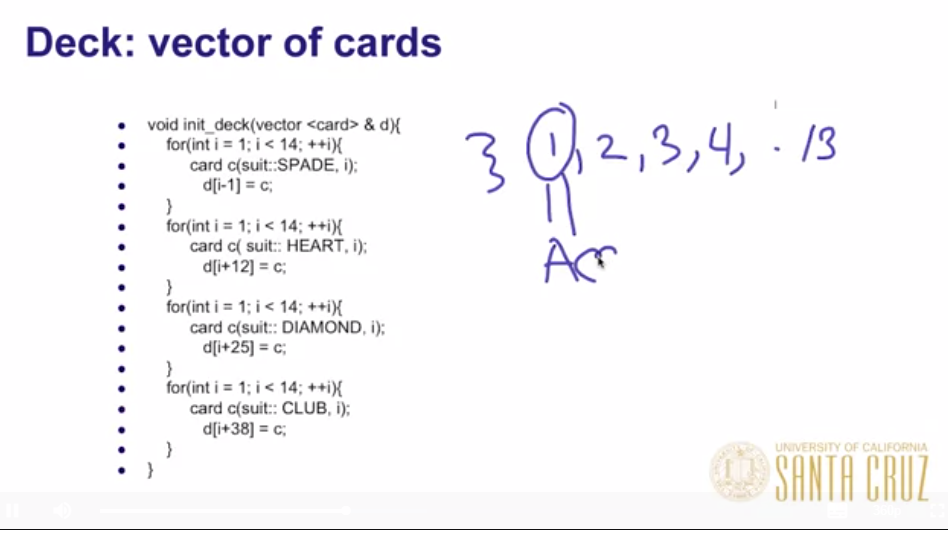 Deck: vector of cards
• void init_deck(vector <card> & d){
• for(int i = 1; i < 14; ++i){
• card c(suit::SPADE, i);
• d[i-1] = c;
• }
• for(int i = 1; i < 14; ++i){
• card c( suit:: HEART, i);
• d[i+12] = c;
• }
• for(int i = 1; i < 14; ++i){
• card c(suit:: DIAMOND, i);
• d[i+25] = c;
• }
• for(int i = 1; i < 14; ++i){
• card c(suit:: CLUB, i);
• d[i+38] = c;
• }
• }
} 1, 2, 3, 4, . 13
Ac
UNIVERSITY OF CALIFORNIA
SANTA CRUZ